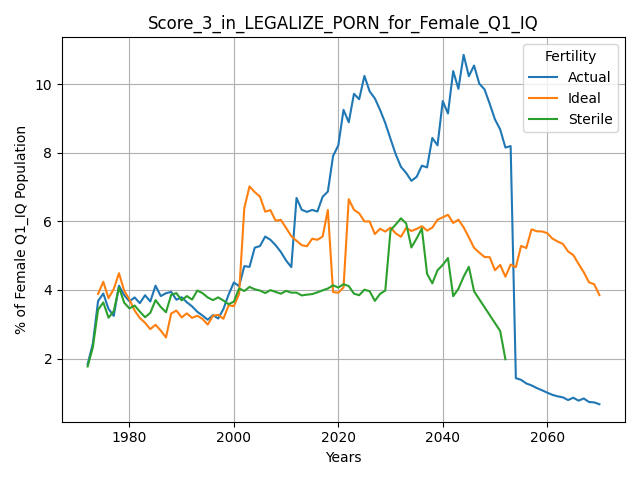 Score_3_in_LEGALIZE_PORN_for_Female_Q1_IQ
Fertility
Actual
Ideal
Sterile
% of Female Q1_IQ Population
10
8
6
4
2
1980 2000 2020 2040 2060
Years